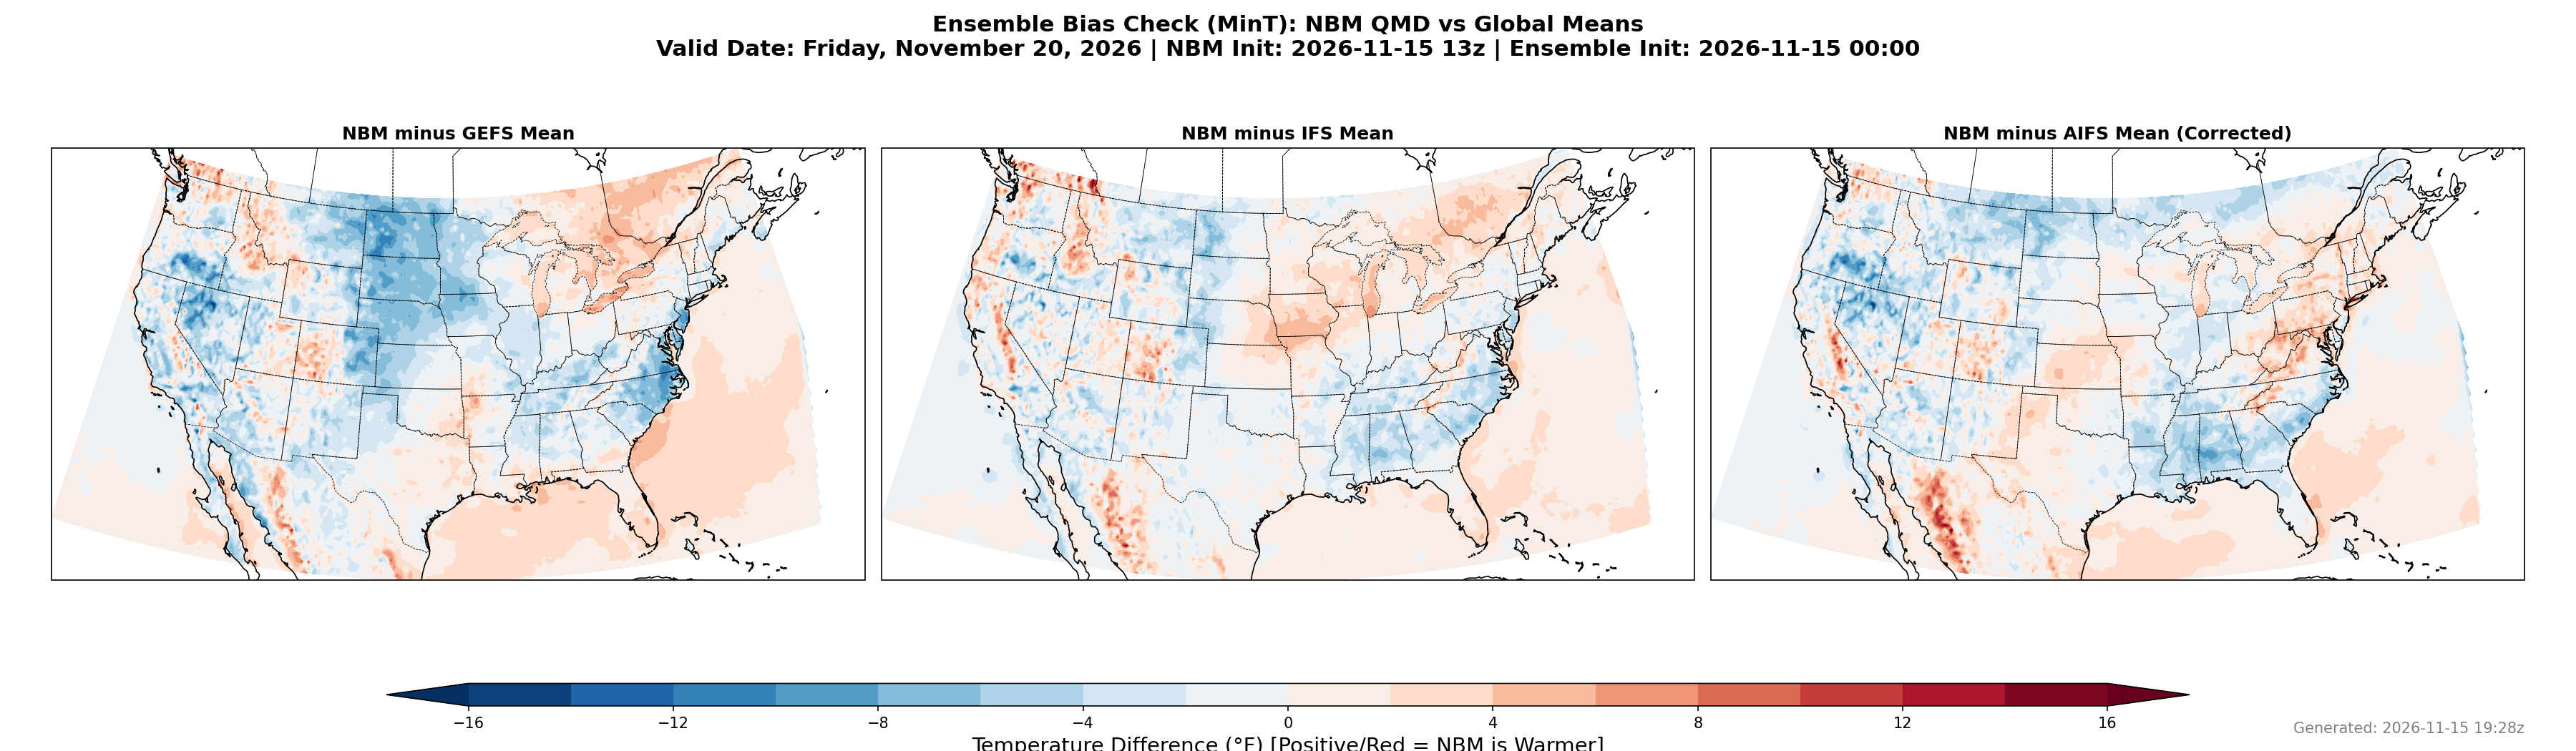 Ensemble Bias Check (MinT): NBM QMD vs Global Means
Valid Date: Friday, November 20, 2026 | NBM Init: 2026-11-15 13z | Ensemble Init: 2026-11-15 00:00
NBM minus GEFS Mean
NBM minus IFS Mean
NBM minus AIFS Mean (Corrected)
−16 −12 −8 −4 0 4 8 12 16
Generated: 2026-11-15 19:28z
Temperature Difference (°F) [Positive/Red = NBM is Warmer]